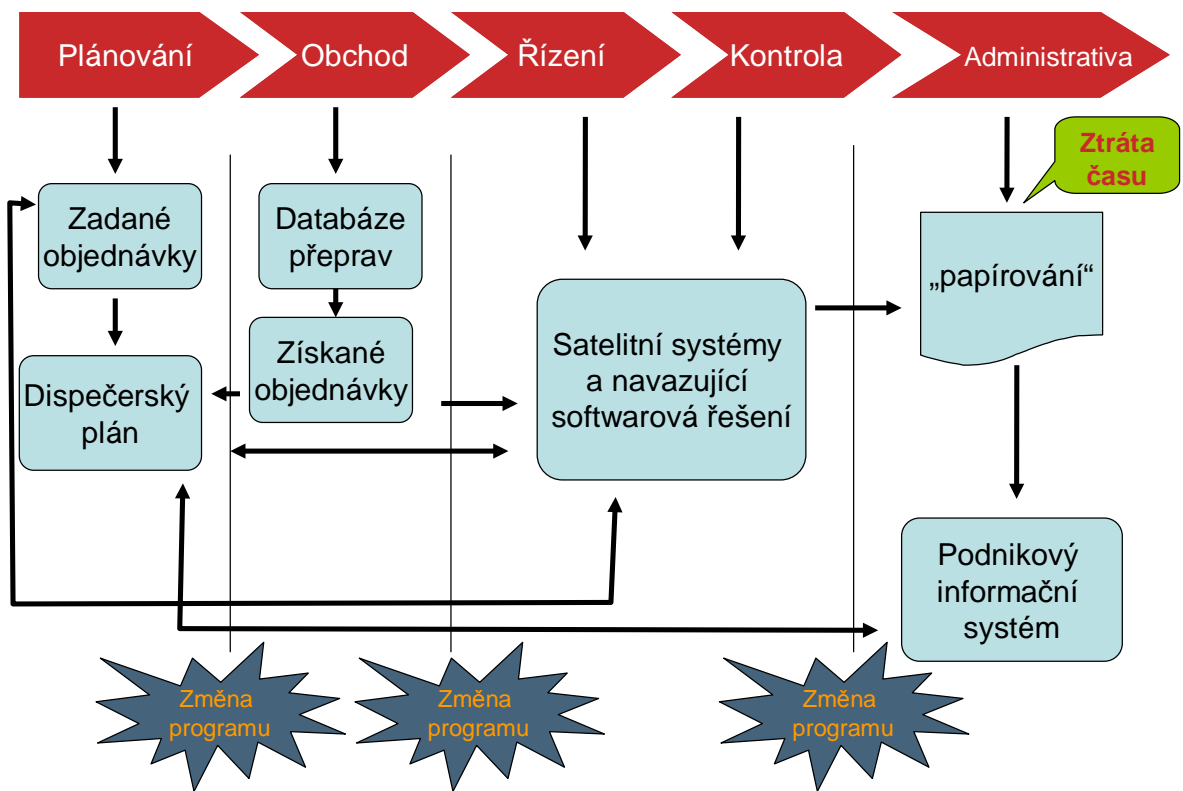 Plánování
Obchod
Řízení
Kontrola
Administrativa
Ztráta
času
Zadané
objednávky
Databáze
přeprav
„papírování“
Získané
objednávky
Satelitní systémy
a navazující
softwarová řešení
Dispečerský
plán
Podnikový
informační
systém
Změna
programu
Změna
programu
Změna
programu